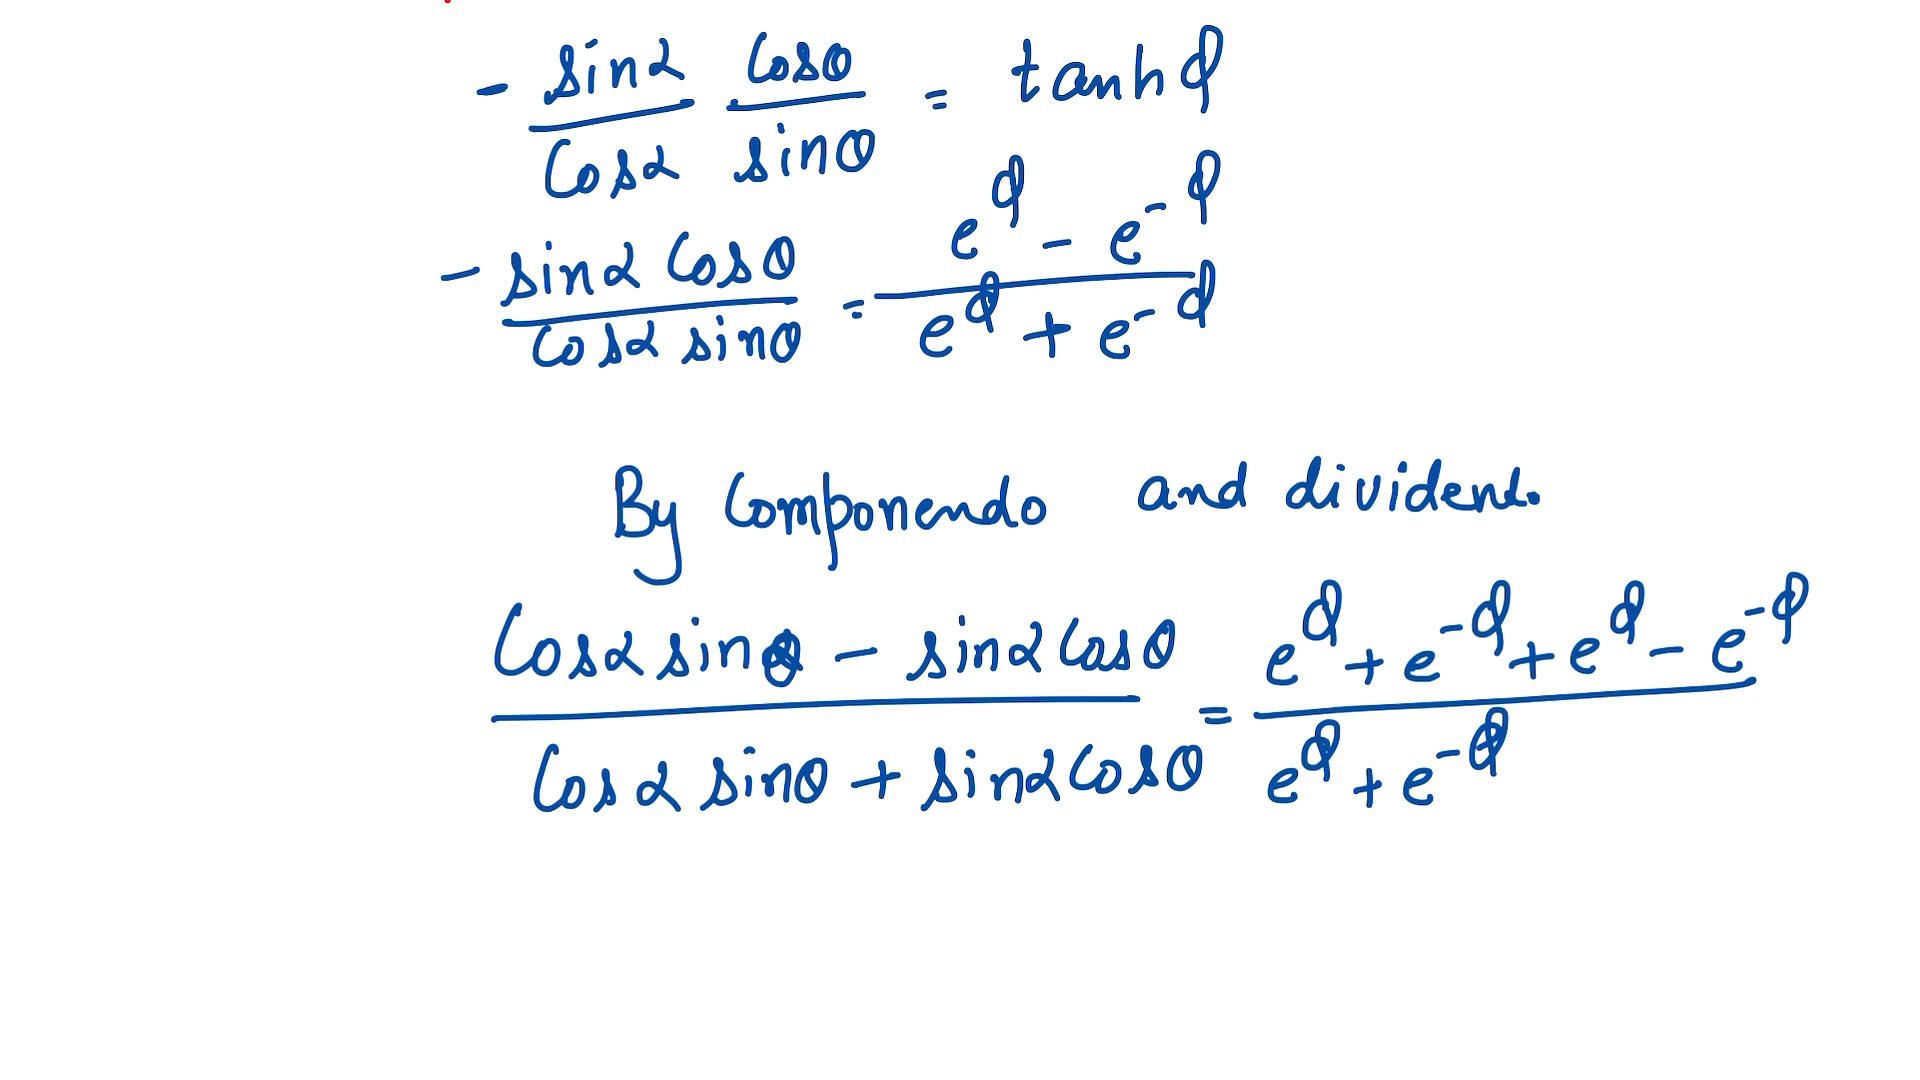 - sinα/cosα cosθ/sinθ = tanhϕ
- sinα cosθ/cosα sinθ = e^ϕ - e^-ϕ/e^ϕ + e^-ϕ
By Componendo and dividend.
Cosα sinθ - sinα cosθ/cosα sinθ + sinα cosθ = e^ϕ + e^-ϕ + e^ϕ - e^-ϕ/e^ϕ + e^-ϕ